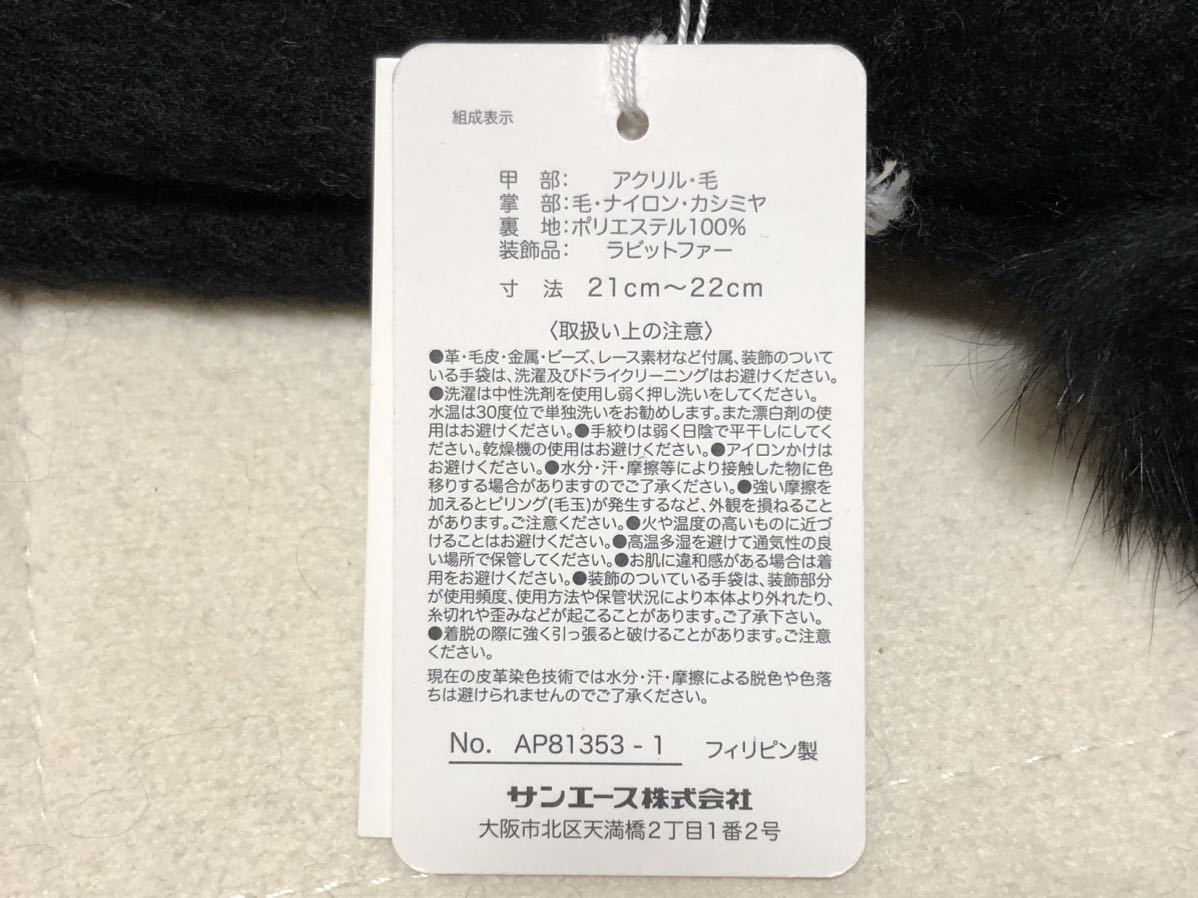 組成表示
甲 部: アクリル・毛
掌 部:毛・ナイロン・カシミヤ
裏 地:ポリエステル100%
装飾品: ラビットファー
寸 法 21cm～22cm
〈取扱い上の注意〉
●革・毛皮・金属・ビーズ、レース素材など付属、装飾のついて
いる手袋は、洗濯及びドライクリーニングはお避けください。
●洗濯は中性洗剤を使用し弱く押し洗いをしてください。
水温は30度位で単独洗いをお勧めします。また漂白剤の使
用はお避けください。●手絞りは弱く日陰で平干しにしてく
ださい。乾燥機の使用はお避けください。●アイロンかけは
お避けください。●水分・汗・摩擦等により接触した物に色
移りする場合がありますのでご了承ください。●強い摩擦を
加えるとピリング(毛玉)が発生するなど、外観を損ねること
があります。ご注意ください。●火や温度の高いものに近づ
けることはお避けください。●高温多湿を避けて通気性の良
い場所で保管してください。●お肌に違和感がある場合は着
用をお避けください。●装飾のついている手袋は、装飾部分
が使用頻度、使用方法や保管状況により本体より外れたり、
糸切れや歪みなどが起こることがあります。ご了承下さい。
●着脱の際に強く引っ張ると破けることがあります。ご注意
ください。
現在の皮革染色技術では水分・汗・摩擦による脱色や色落
ちは避けられませんのでご了承ください。
No. AP81353-1 フィリピン製
サンエース株式会社
大阪市北区天満橋2丁目1番2号